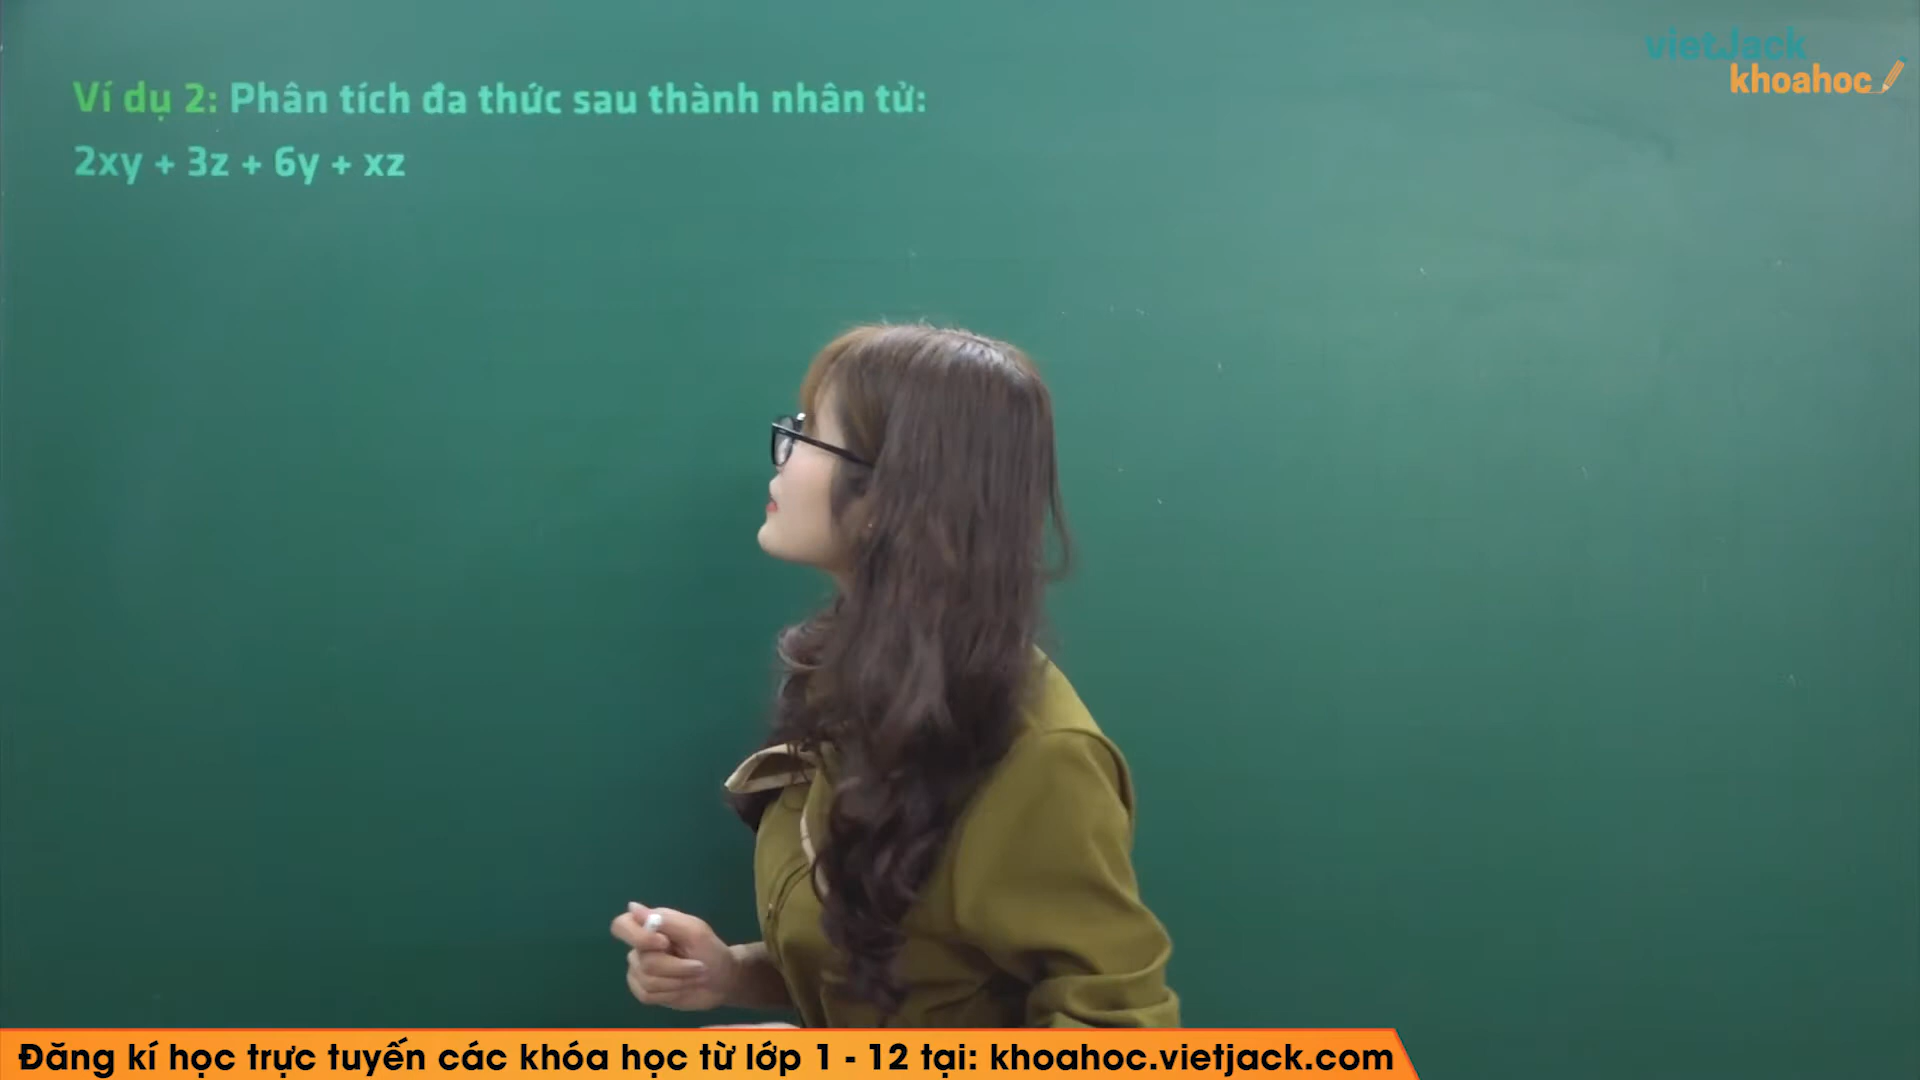 vietJack
khoahoc
Ví dụ 2: Phân tích đa thức sau thành nhân tử:
2xy + 3z + 6y + xz
Đăng kí học trực tuyến các khóa học từ lớp 1 - 12 tại: khoahoc.vietjack.com